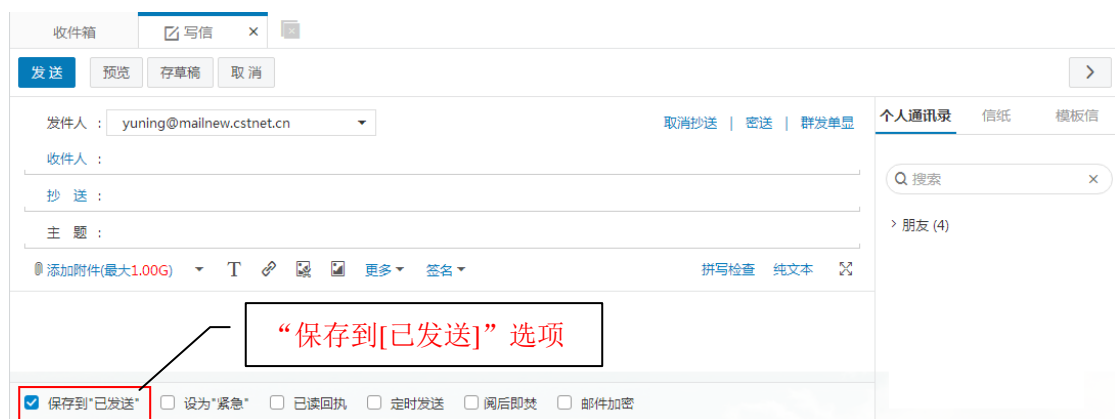 收件箱 写信
发送 预览 存草稿 取消
发件人 : yuning@mailnew.cstnet.cn 取消抄送 | 密送 | 群发单显
个人通讯录 信纸 模板信
收件人 :
搜索
抄 送 :
朋友 (4)
主 题 :
添加附件(最大1.00G) T 更多 签名 拼写检查 纯文本
“保存到[已发送]”选项
保存到"已发送" 设为"紧急" 已读回执 定时发送 阅后即焚 邮件加密